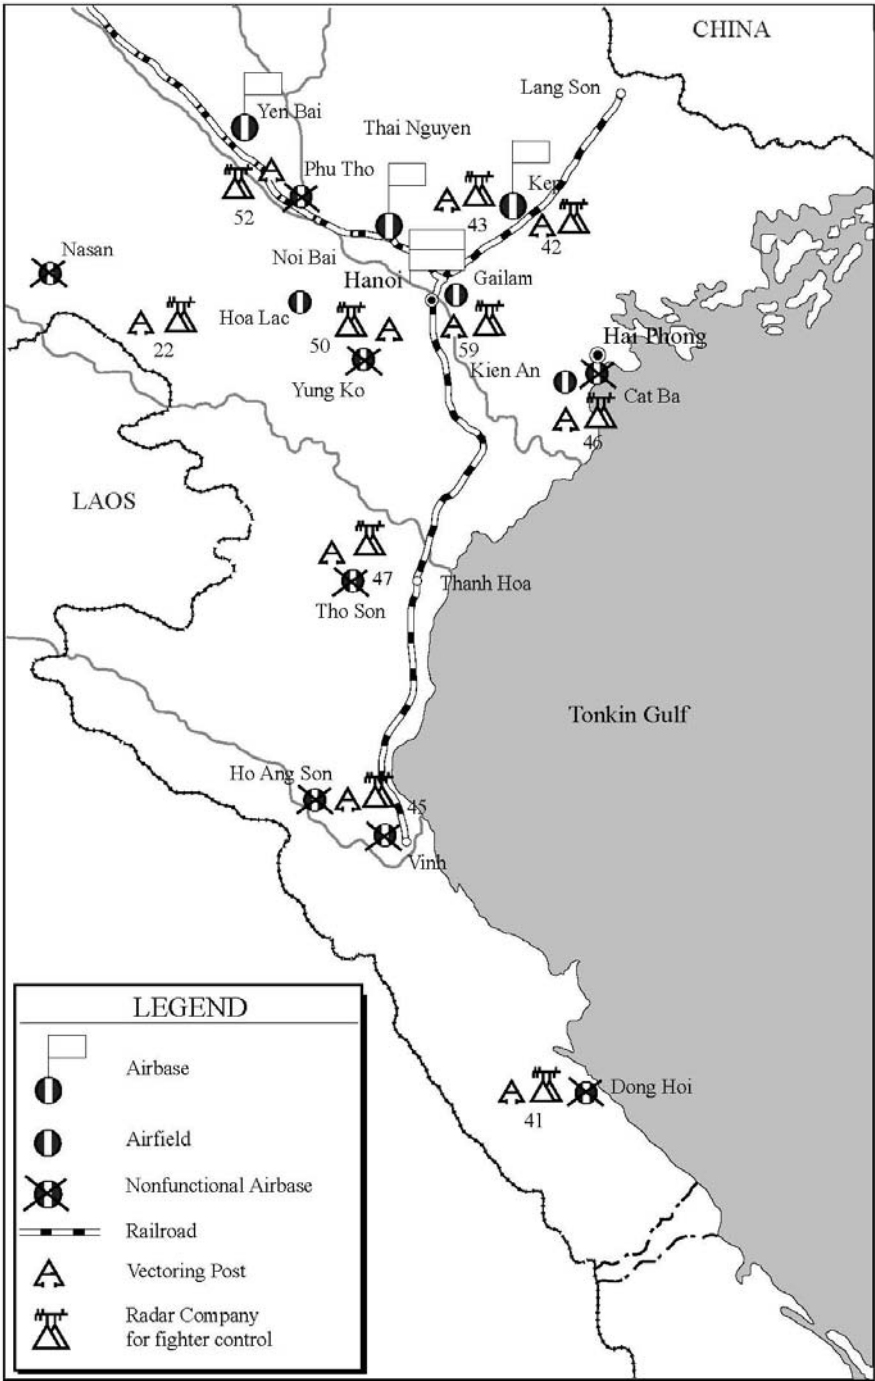 CHINA
Lang Son
Yen Bai
Thai Nguyen
Phu Tho
Kep
52
43
42
Nasan
Noi Bai
Hanoi
Gailam
Hoa Lac
22
50
59
Hai Phong
Kien An
Yung Ko
Cat Ba
46
LAOS
47
Thanh Hoa
Tho Son
Tonkin Gulf
Ho Ang Son
45
Vinh
Dong Hoi
41
LEGEND
Airbase
Airfield
Nonfunctional Airbase
Railroad
Vectoring Post
Radar Company
for fighter control